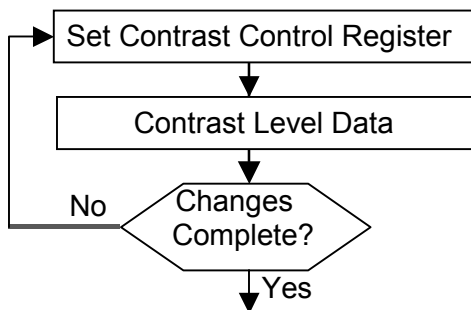 Set Contrast Control Register
Contrast Level Data
Changes
Complete?
No
Yes